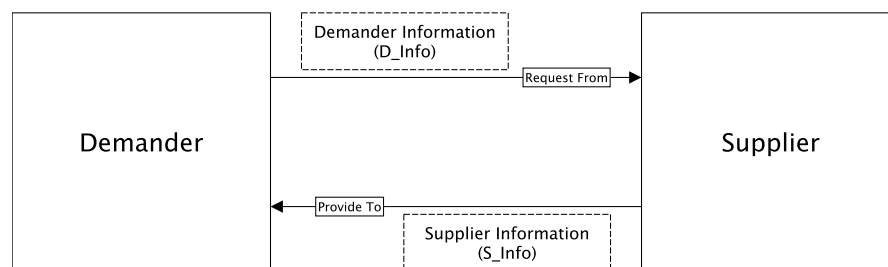 Demander Information
(D_Info)
Request From
Demander
Supplier
Provide To
Supplier Information
(S_Info)